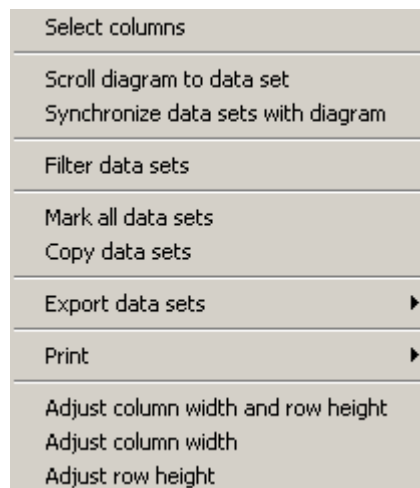 Select columns
Scroll diagram to data set
Synchronize data sets with diagram
Filter data sets
Mark all data sets
Copy data sets
Export data sets
Print
Adjust column width and row height
Adjust column width
Adjust row height